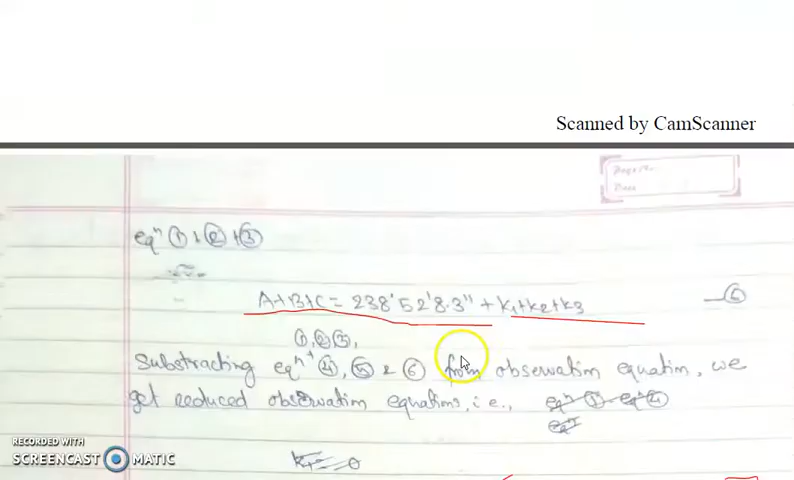 Scanned by CamScanner
eqⁿ ① + ② + ③
A+B+C = 238°52'8.3" + k1+k2+k3 —⑥
①, ②, ③,
Substracting eqⁿ ④, ⑤ & ⑥ from observation equation, we
get reduced observation equations, i.e., eqⁿ ① - eqⁿ ④
eqⁿ
RECORDED WITH
SCREENCAST MATIC